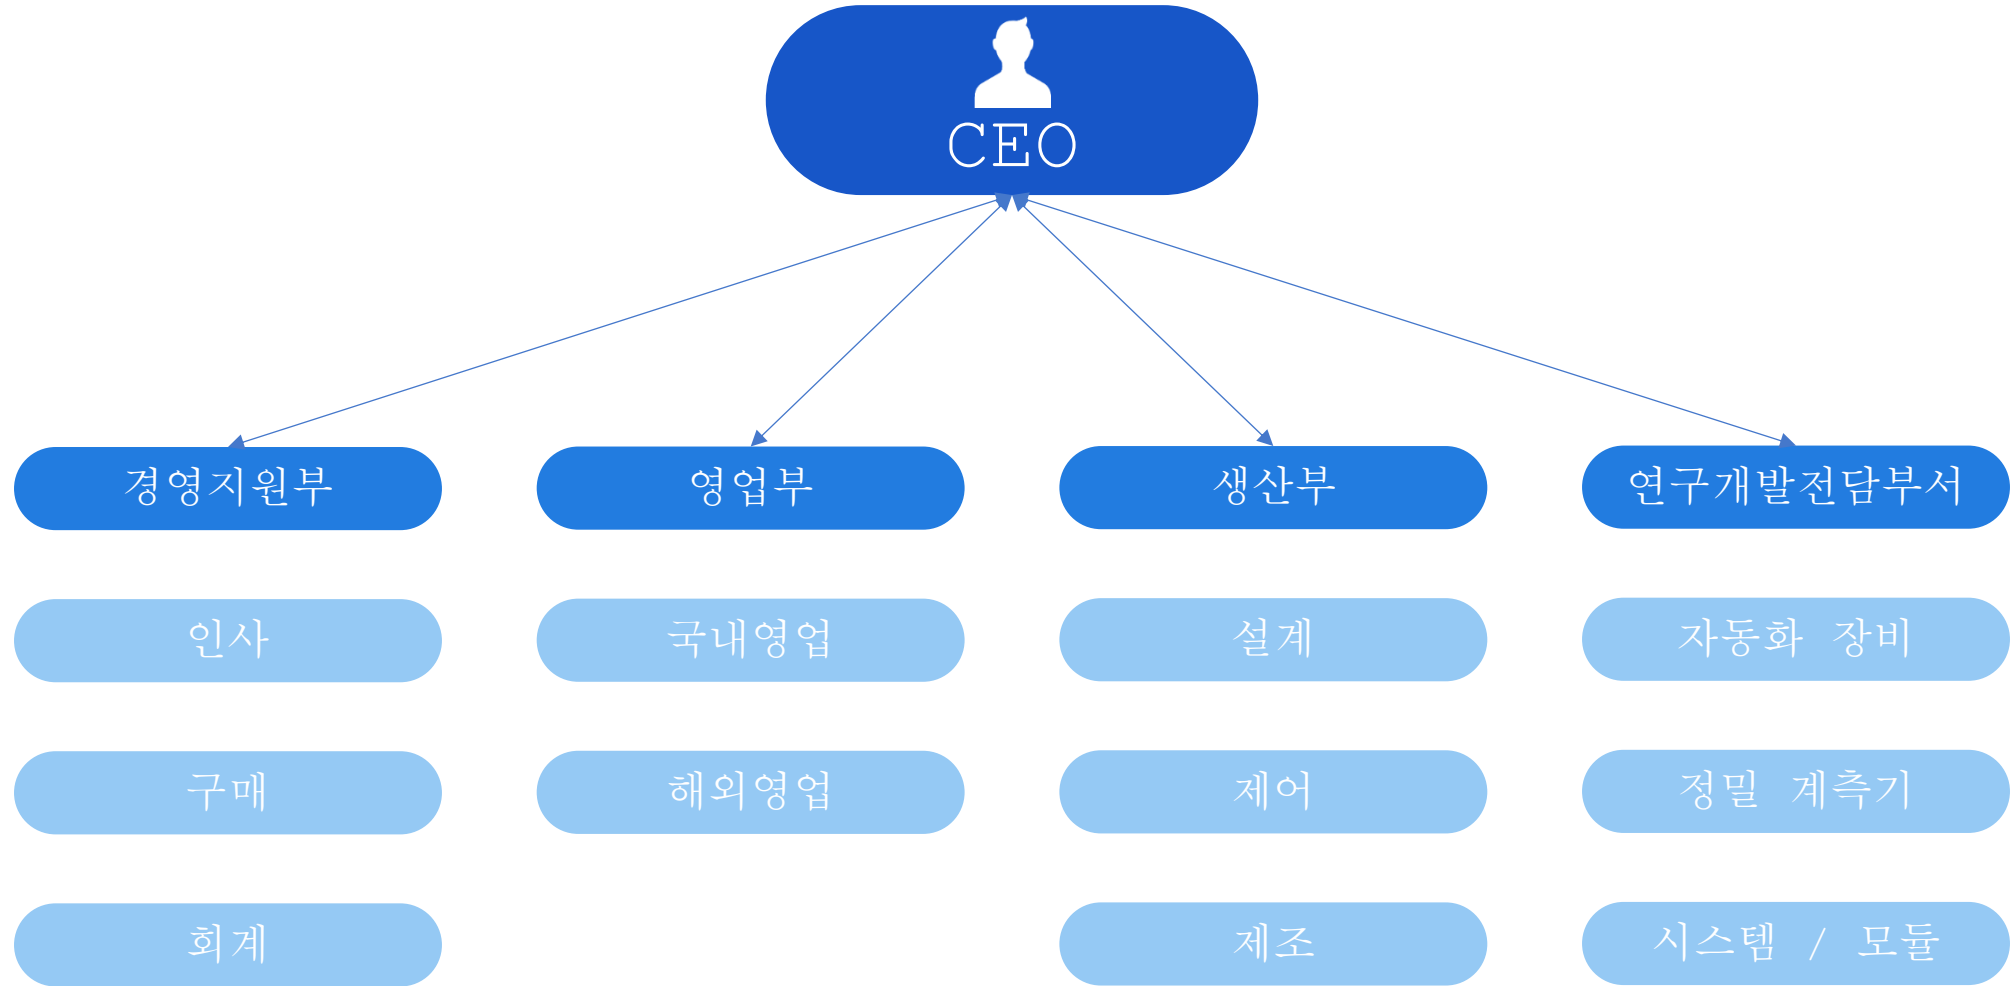 CEO
경영지원부
영업부
생산부
연구개발전담부서
인사
국내영업
설계
자동화 장비
구매
해외영업
제어
정밀 계측기
회계
제조
시스템 / 모듈